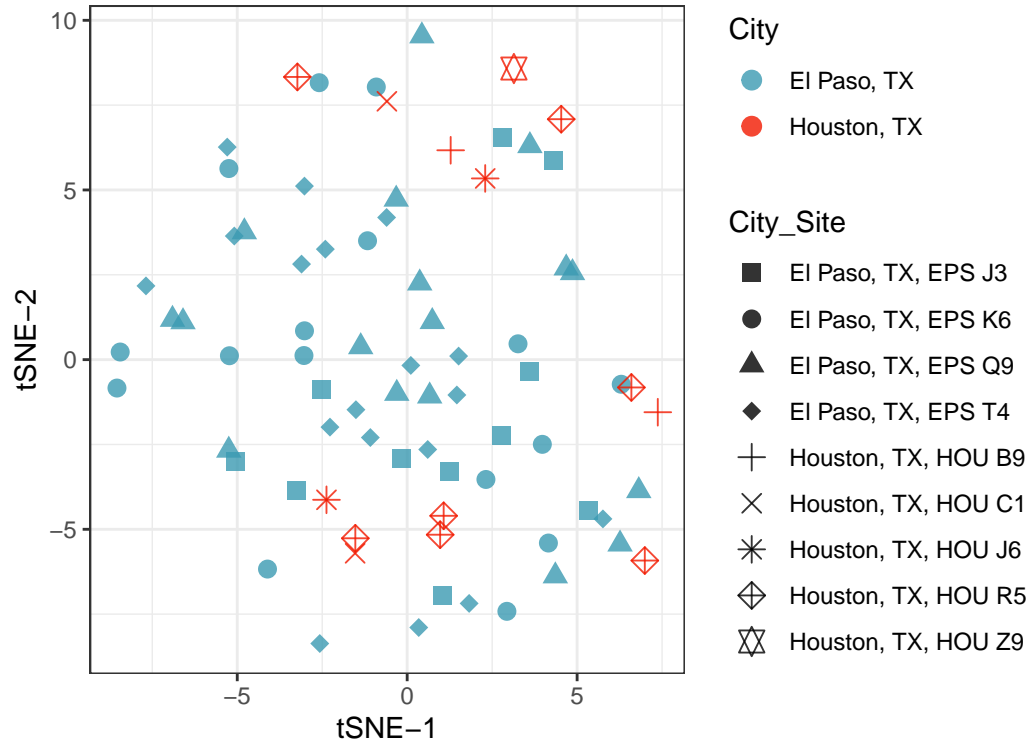 10
5
0
−5
tSNE−2
−5
0
5
tSNE−1
City
El Paso, TX
Houston, TX
City_Site
El Paso, TX, EPS J3
El Paso, TX, EPS K6
El Paso, TX, EPS Q9
El Paso, TX, EPS T4
Houston, TX, HOU B9
Houston, TX, HOU C1
Houston, TX, HOU J6
Houston, TX, HOU R5
Houston, TX, HOU Z9